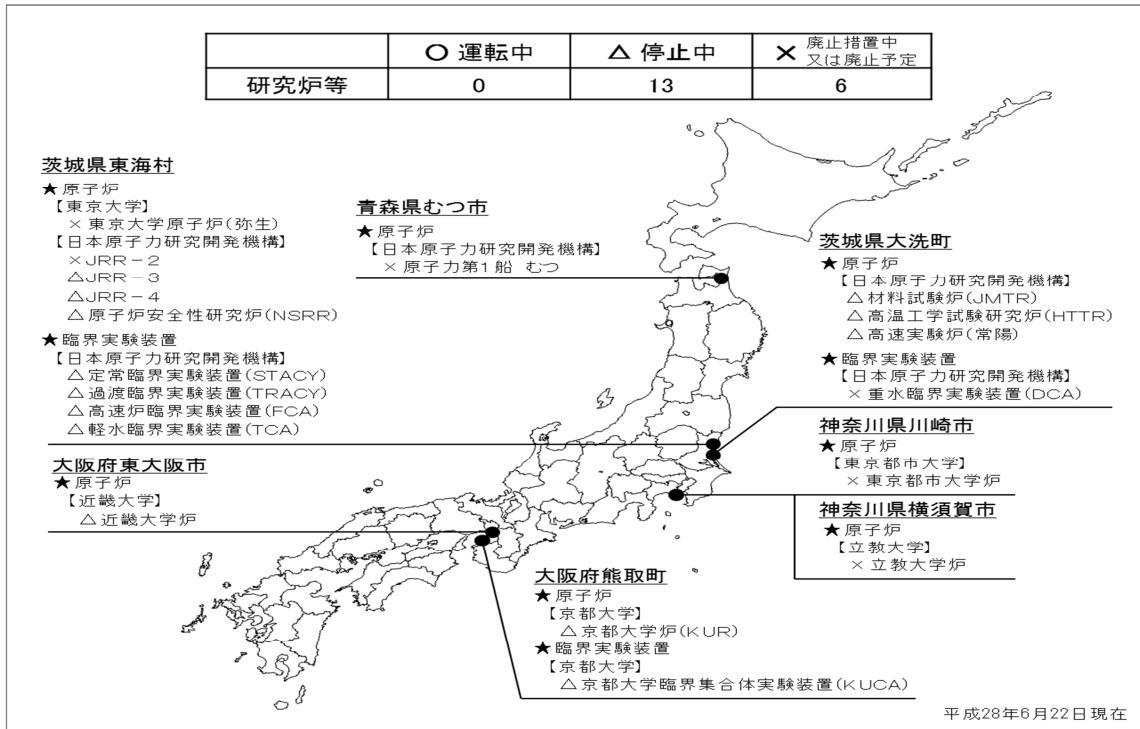 ○ 運転中 △ 停止中 × 廃止措置中又は廃止予定
研究炉等 0 13 6
茨城県東海村
★原子炉
【東京大学】
×東京大学原子炉(弥生)
【日本原子力研究開発機構】
×JRR-2
△JRR-3
△JRR-4
△原子炉安全性研究炉(NSRR)
★臨界実験装置
【日本原子力研究開発機構】
△定常臨界実験装置(STACY)
△過渡臨界実験装置(TRACY)
△高速炉臨界実験装置(FCA)
△軽水臨界実験装置(TCA)
青森県むつ市
★原子炉
【日本原子力研究開発機構】
×原子力第1船 むつ
茨城県大洗町
★原子炉
【日本原子力研究開発機構】
△材料試験炉(JMTR)
△高温工学試験研究炉(HTTR)
△高速実験炉(常陽)
★臨界実験装置
【日本原子力研究開発機構】
×重水臨界実験装置(DCA)
神奈川県川崎市
★原子炉
【東京都市大学】
×東京都市大学炉
神奈川県横須賀市
★原子炉
【立教大学】
×立教大学炉
大阪府東大阪市
★原子炉
【近畿大学】
△近畿大学炉
大阪府熊取町
★原子炉
【京都大学】
△京都大学炉(KUR)
★臨界実験装置
【京都大学】
△京都大学臨界集合体実験装置(KUCA)
平成28年6月22日現在